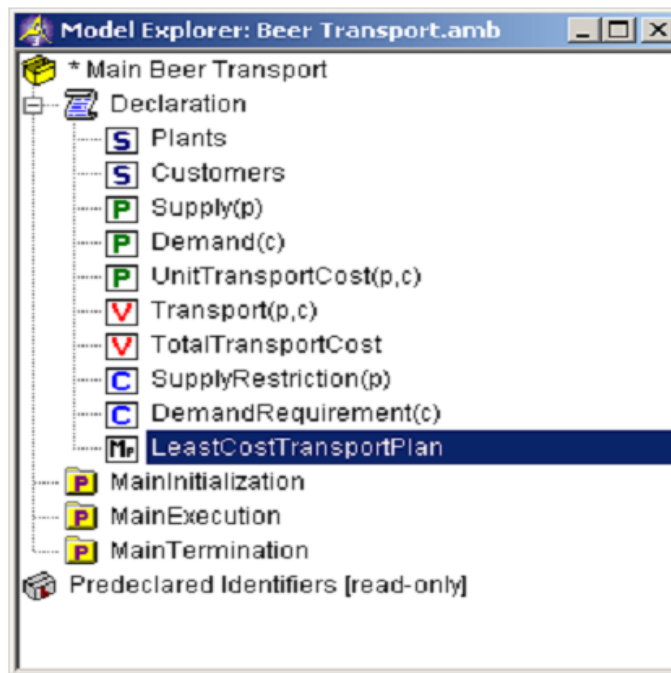 Model Explorer: Beer Transport.amb
* Main Beer Transport
Declaration
S Plants
S Customers
P Supply(p)
P Demand(c)
P UnitTransportCost(p,c)
V Transport(p,c)
V TotalTransportCost
C SupplyRestriction(p)
C DemandRequirement(c)
MP LeastCostTransportPlan
P MainInitialization
P MainExecution
P MainTermination
Predeclared Identifiers [read-only]